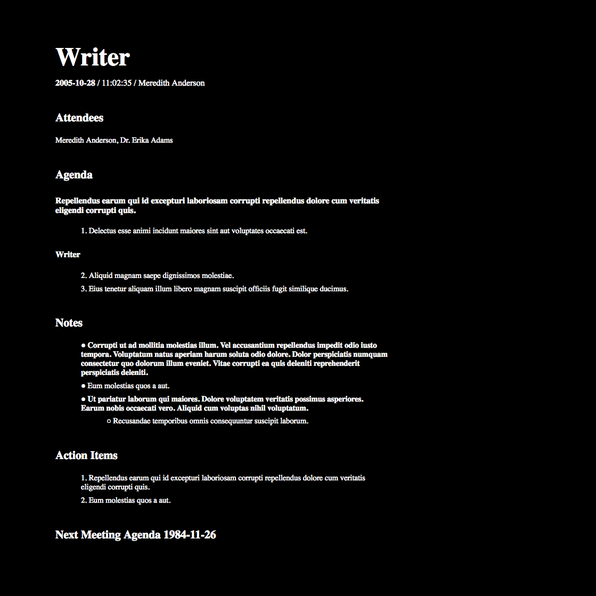 Writer
2005-10-28 / 11:02:35 / Meredith Anderson
Attendees
Meredith Anderson, Dr. Erika Adams
Agenda
Repellendus earum qui id excepturi laboriosam corrupti repellendus dolore cum veritatis
eligendi corrupti quis.
1. Delectus esse animi incidunt maiores sint aut voluptates occaecati est.
Writer
2. Aliquid magnam saepe dignissimos molestiae.
3. Eius tenetur aliquam illum libero magnam suscipit officiis fugit similique ducimus.
Notes
● Corrupti ut ad mollitia molestias illum. Vel accusantium repellendus impedit odio iusto
tempora. Voluptatum natus aperiam harum soluta odio dolore. Dolor perspiciatis numquam
consectetur quo dolorum illum eveniet. Vitae corrupti ea quis deleniti reprehenderit
perspiciatis deleniti.
● Eum molestias quos a aut.
● Ut pariatur laborum qui maiores. Dolore voluptatem veritatis possimus asperiores.
Earum nobis occaecati vero. Aliquid cum voluptas nihil voluptatum.
○ Recusandae temporibus omnis consequuntur suscipit laborum.
Action Items
1. Repellendus earum qui id excepturi laboriosam corrupti repellendus dolore cum veritatis
eligendi corrupti quis.
2. Eum molestias quos a aut.
Next Meeting Agenda 1984-11-26